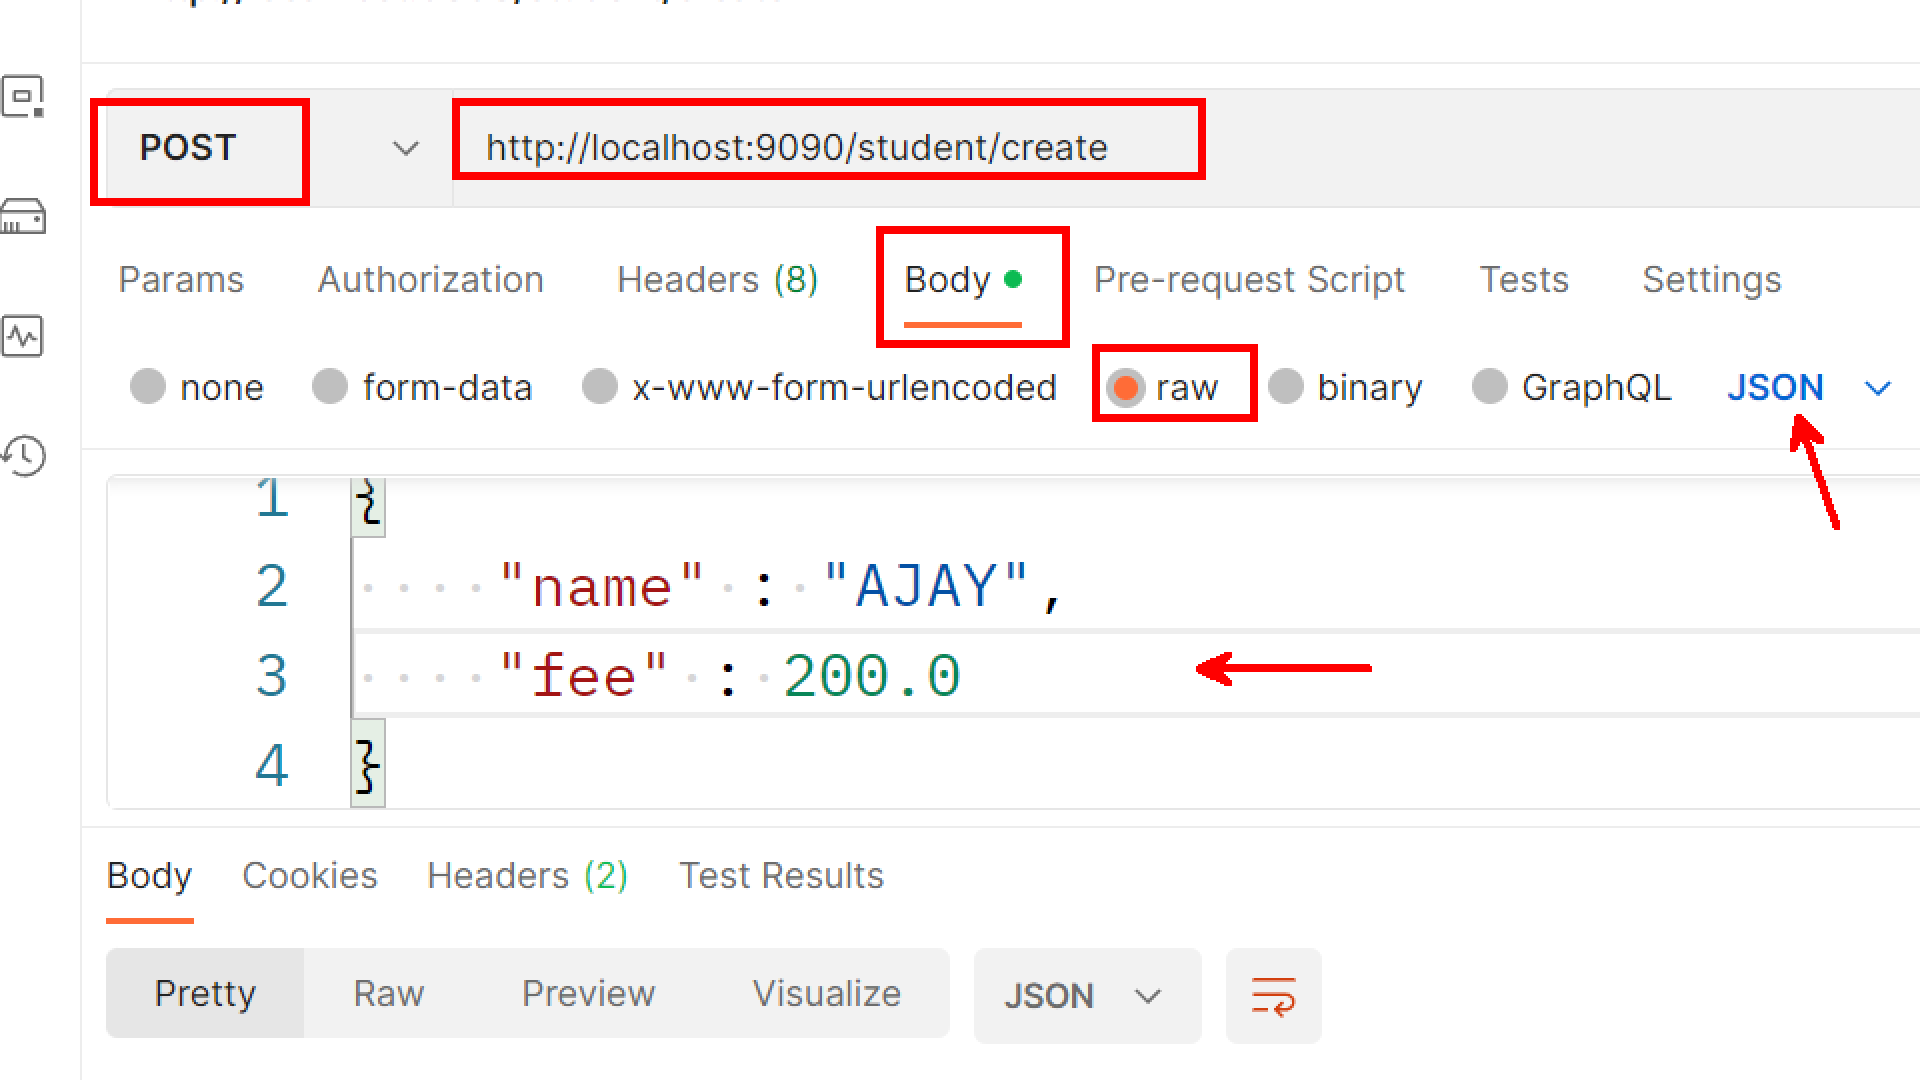 POST http://localhost:9090/student/create
Params Authorization Headers (8) Body Pre-request Script Tests Settings
none form-data x-www-form-urlencoded raw binary GraphQL JSON
1 {
2 "name" : "AJAY",
3 "fee" : 200.0
4 }
Body Cookies Headers (2) Test Results
Pretty Raw Preview Visualize JSON